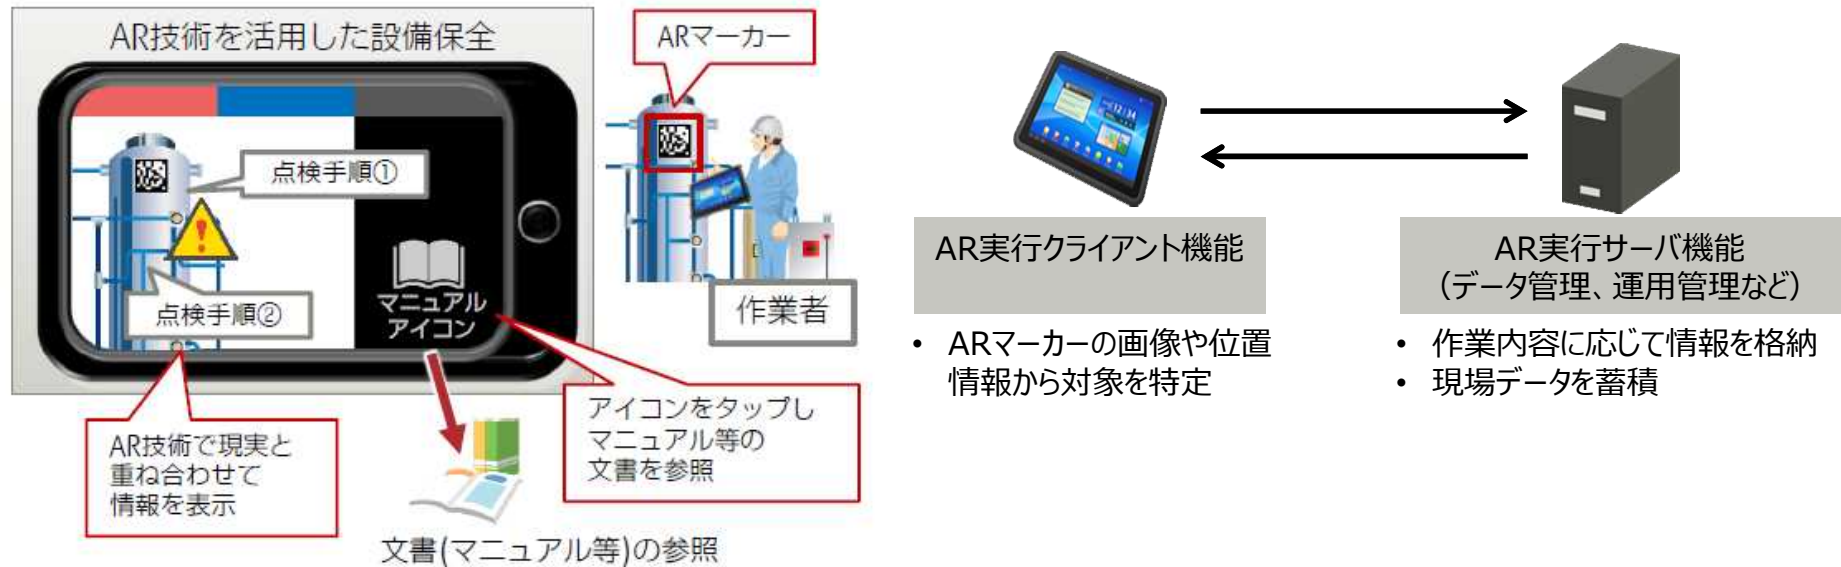 AR技術を活用した設備保全
点検手順①
点検手順②
マニュアル
アイコン
ARマーカー
作業者
AR技術で現実と
重ね合わせて
情報を表示
アイコンをタップし
マニュアル等の
文書を参照
文書(マニュアル等)の参照
AR実行クライアント機能
• ARマーカーの画像や位置
情報から対象を特定
AR実行サーバ機能
（データ管理、運用管理など）
• 作業内容に応じて情報を格納
• 現場データを蓄積